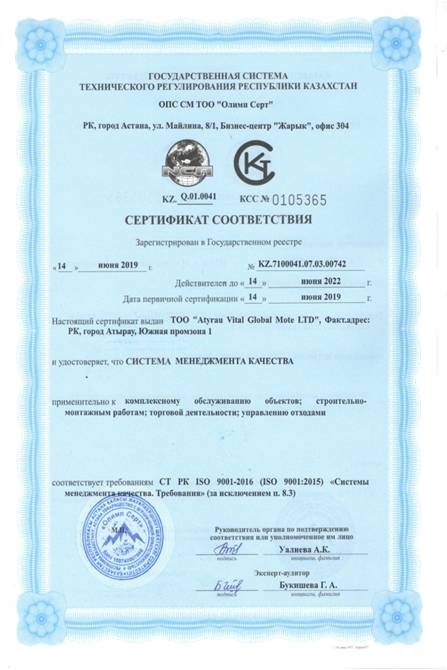 ГОСУДАРСТВЕННАЯ СИСТЕМА
ТЕХНИЧЕСКОГО РЕГУЛИРОВАНИЯ РЕСПУБЛИКИ КАЗАХСТАН
ОПС СМ ТОО "Олимп Серт"
РК, город Астана, ул. Майлина, 8/1, Бизнес-центр "Жарык", офис 304
KZ. Q.01.0041 КСС № 0105365
СЕРТИФИКАТ СООТВЕТСТВИЯ
Зарегистрирован в Государственном реестре
«14 » июня 2019 г. № KZ.7100041.07.03.00742
Действителен до « 14 » июня 2022 г.
Дата первичной сертификации « 14 » июня 2019 г.
Настоящий сертификат выдан ТОО "Atyrau Vital Global Mote LTD", Факт.адрес:
РК, город Атырау, Южная промзона 1
и удостоверяет, что СИСТЕМА МЕНЕДЖМЕНТА КАЧЕСТВА
применительно к комплексному обслуживанию объектов; строительно-
монтажным работам; торговой деятельности; управлению отходами
соответствует требованиям СТ РК ISO 9001-2016 (ISO 9001:2015) «Системы
менеджмента качества. Требования» (за исключением п. 8.3)
М.П.
«Олимп Серт»
Руководитель органа по подтверждению
соответствия или уполномоченное им лицо
Уалиева А.К.
подпись инициалы, фамилия
Эксперт-аудитор
Букишева Г. А.
подпись инициалы, фамилия